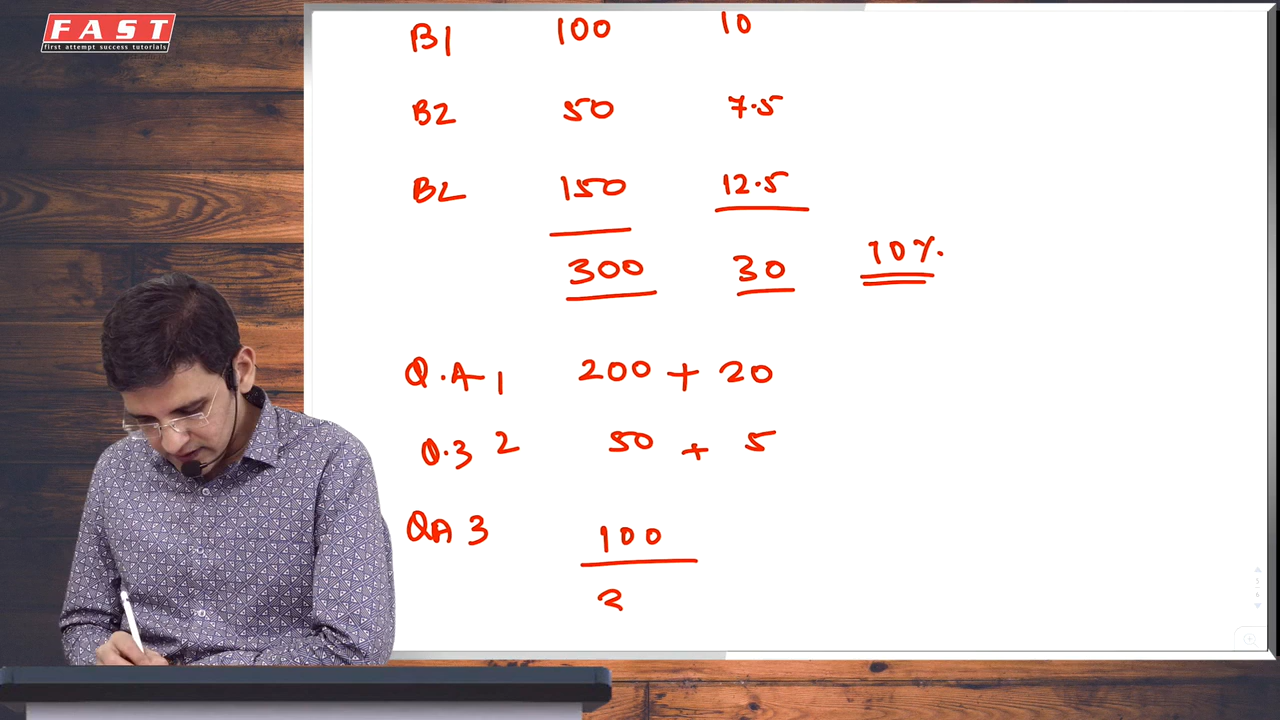 FAST
first attempt success tutorials
B1 100 10
B2 50 7.5
B2 150 12.5
300 30 10%.
Q.A 1 200 + 20
Q.3 2 50 + 5
QA 3 100
2